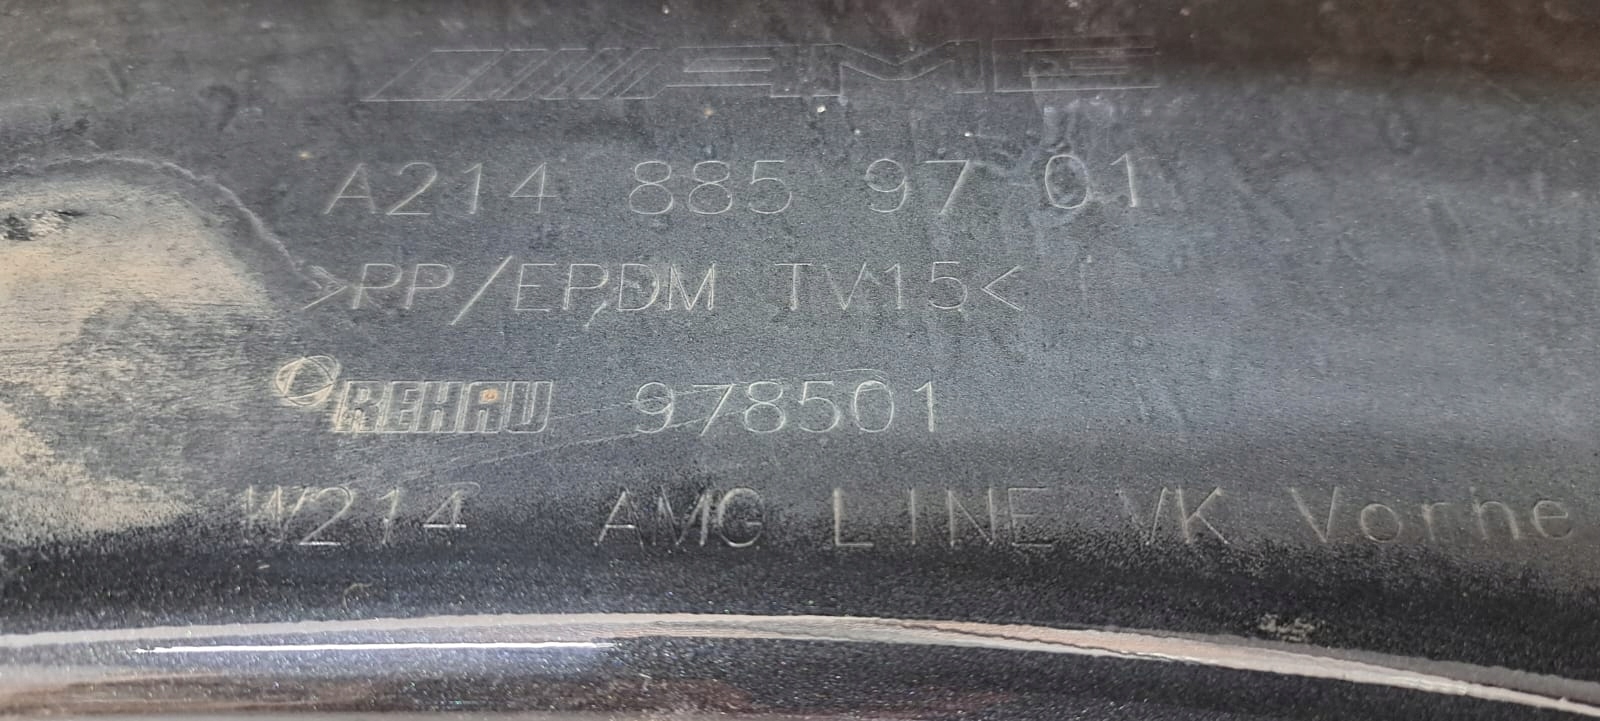 AMG
A214 885 97 01
>PP/EPDM TV15<
REHAU 978501
W214 AMG LINE VK Vorne